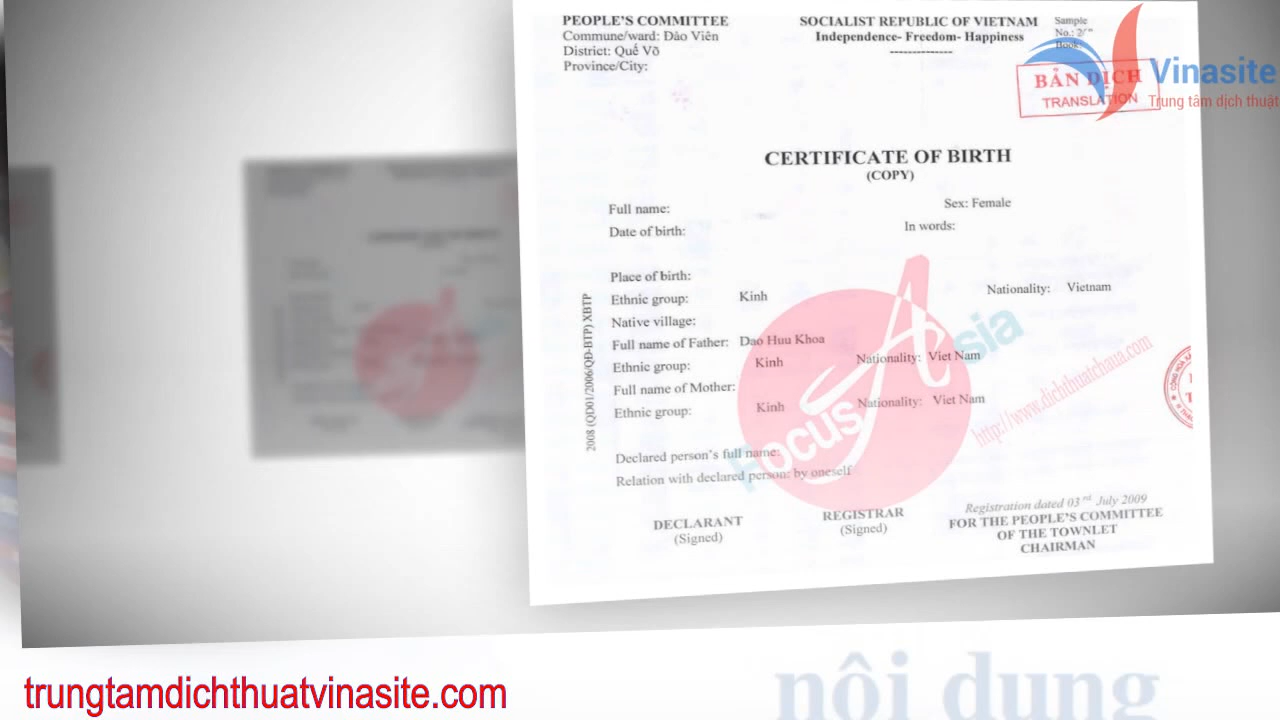 PEOPLE'S COMMITTEE
Commune/ward: Đào Viên
District: Quế Võ
Province/City:
SOCIALIST REPUBLIC OF VIETNAM
Independence- Freedom- Happiness
Sample
No.: 2/
Book:
BẢN DỊCH
TRANSLATION
Vinasite
Trung tâm dịch thuật
CERTIFICATE OF BIRTH
(COPY)
Full name:
Sex: Female
Date of birth:
In words:
Place of birth:
Ethnic group: Kinh
Nationality: Vietnam
Native village:
Full name of Father: Dao Huu Khoa
Ethnic group: Kinh Nationality: Viet Nam
Full name of Mother:
Ethnic group: Kinh Nationality: Viet Nam
Declared person's full name:
Relation with declared person: by oneself
2008 (QD01/2006/QĐ-BTP) XBTP
Focus Asia
http://www.dichthuatchaua.com
Registration dated 03rd July 2009
DECLARANT
(Signed)
REGISTRAR
(Signed)
FOR THE PEOPLE'S COMMITTEE
OF THE TOWNLET
CHAIRMAN
trungtamdichthuatvinasite.com
nội dung